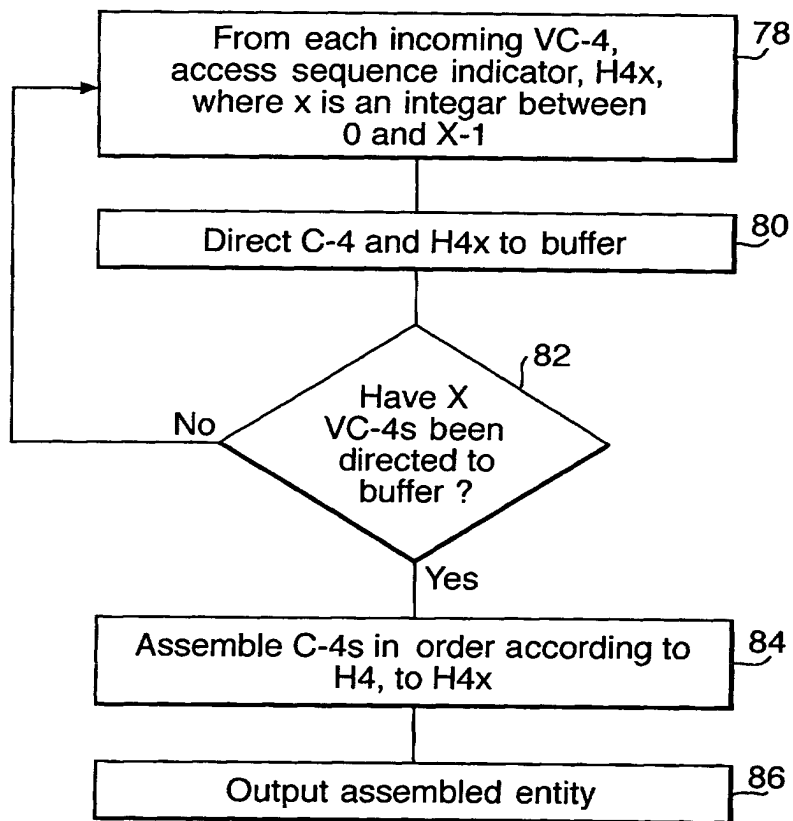 From each incoming VC-4,
access sequence indicator, H4x,
where x is an integar between
0 and X-1
78
Direct C-4 and H4x to buffer
80
82
Have X
VC-4s been
directed to
buffer ?
No
Yes
Assemble C-4s in order according to
H4, to H4x
84
Output assembled entity
86